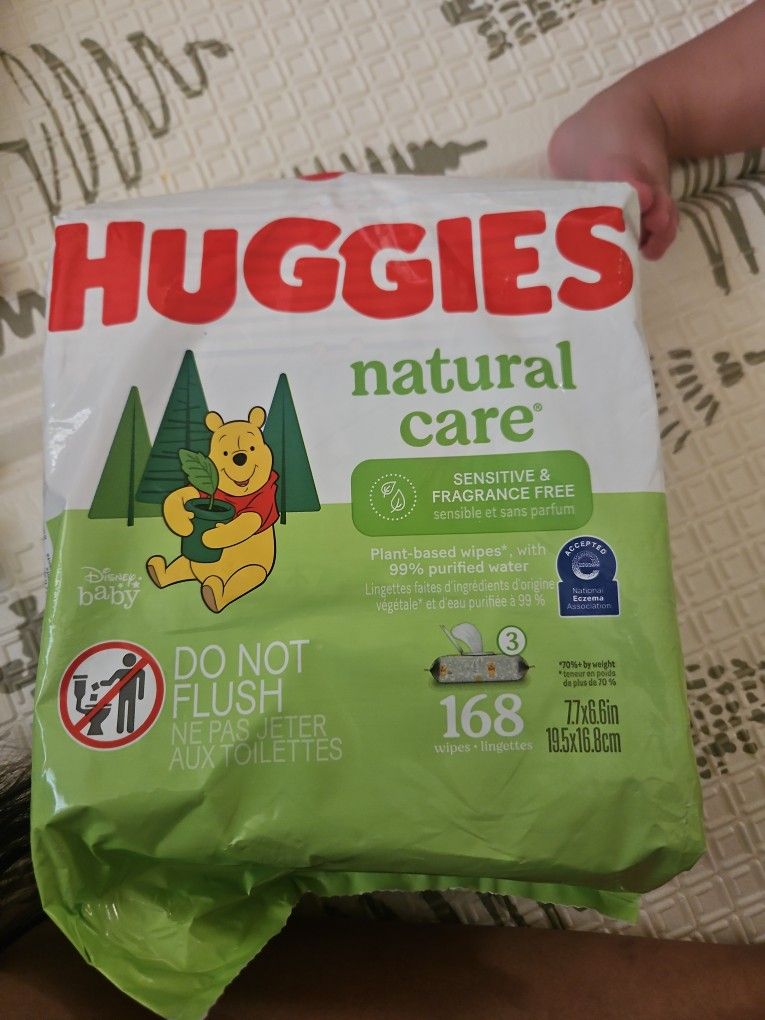 HUGGIES
natural
care®
SENSITIVE &
FRAGRANCE FREE
sensible et sans parfum
Plant-based wipes*, with
99% purified water
Lingettes faites d'ingrédients d'origine
végétale* et d'eau purifiée à 99 %
ACCEPTED
National
Eczema
Association
Disney
baby
DO NOT
FLUSH
NE PAS JETER
AUX TOILETTES
3
168
wipes • lingettes
*70%+ by weight
*teneur en poids
de plus de 70 %
7.7x6.6in
19.5x16.8cm